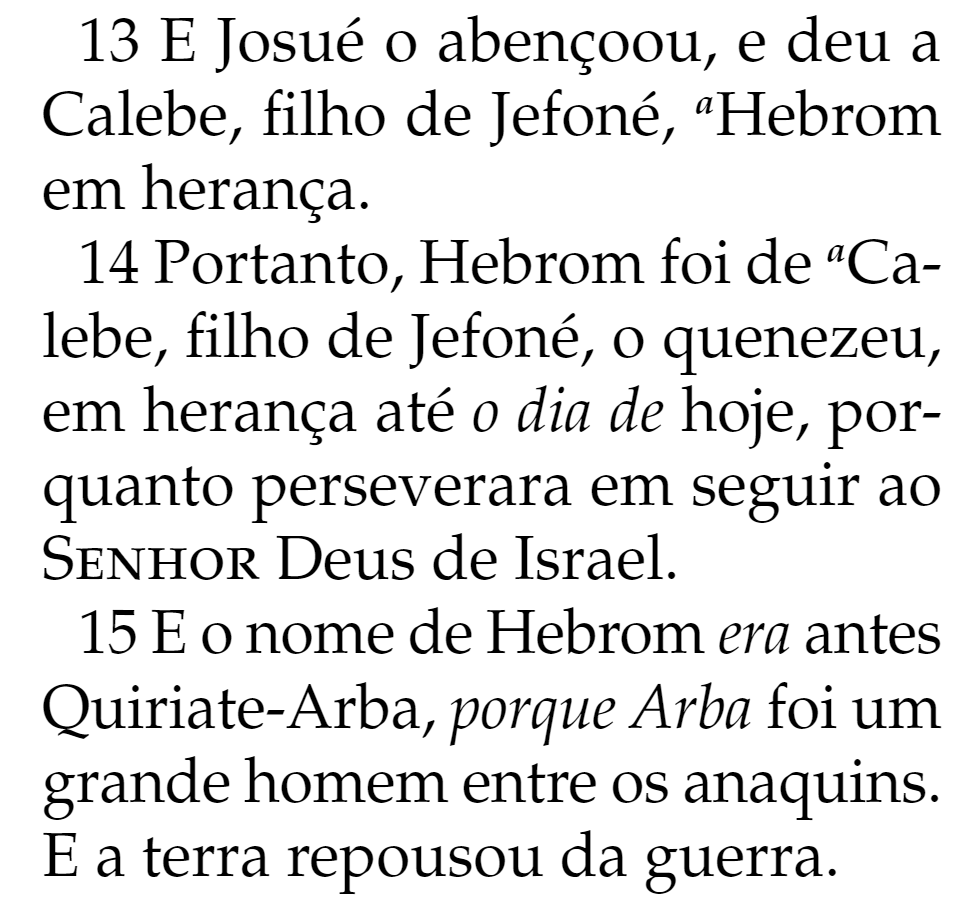 13 E Josué o abençoou, e deu a
Calebe, filho de Jefoné, ᵃHebrom
em herança.
14 Portanto, Hebrom foi de ᵃCa-
lebe, filho de Jefoné, o quenezeu,
em herança até o dia de hoje, por-
quanto perseverara em seguir ao
SENHOR Deus de Israel.
15 E o nome de Hebrom era antes
Quiriate-Arba, porque Arba foi um
grande homem entre os anaquins.
E a terra repousou da guerra.